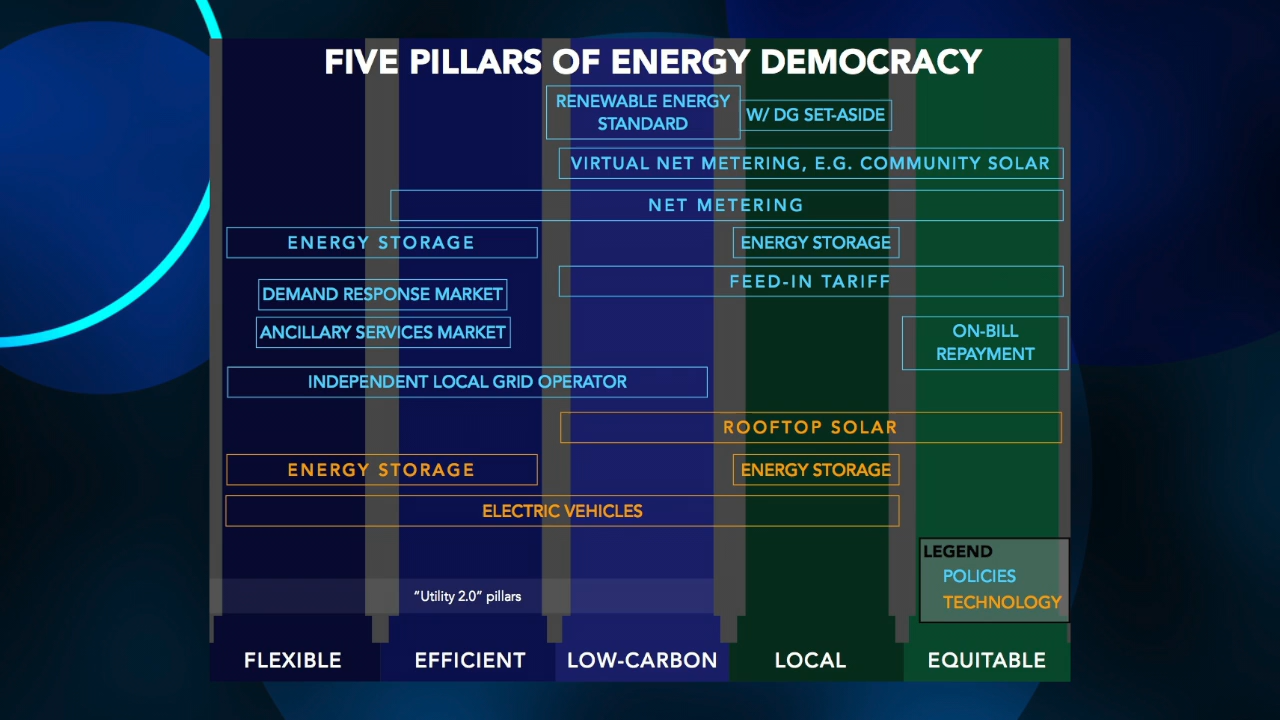 FIVE PILLARS OF ENERGY DEMOCRACY
RENEWABLE ENERGY
STANDARD
W/ DG SET-ASIDE
VIRTUAL NET METERING, E.G. COMMUNITY SOLAR
NET METERING
ENERGY STORAGE
ENERGY STORAGE
FEED-IN TARIFF
DEMAND RESPONSE MARKET
ANCILLARY SERVICES MARKET
ON-BILL
REPAYMENT
INDEPENDENT LOCAL GRID OPERATOR
ROOFTOP SOLAR
ENERGY STORAGE
ENERGY STORAGE
ELECTRIC VEHICLES
LEGEND
POLICIES
TECHNOLOGY
"Utility 2.0" pillars
FLEXIBLE
EFFICIENT
LOW-CARBON
LOCAL
EQUITABLE